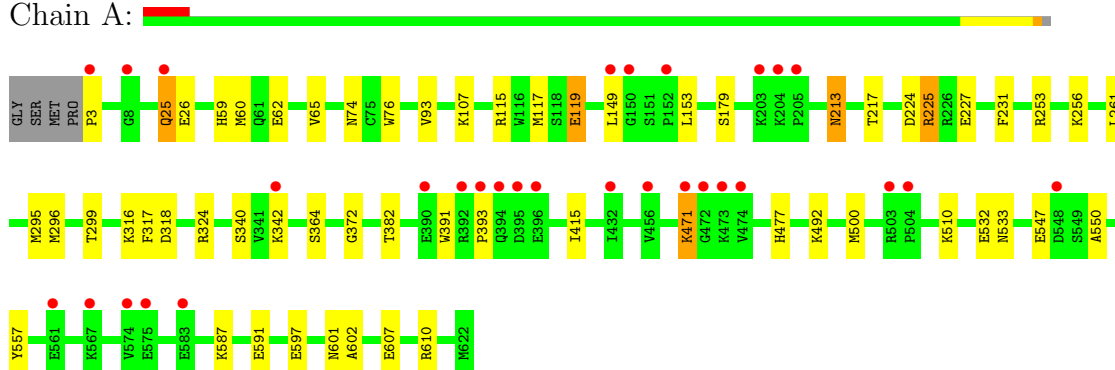 Chain A:
GLY SER MET PRO P3 G8 Q25 E26 H59 M60 Q61 E62 V65 N74 C75 W76 V93 K107 R115 W116 M117 S118 E119 L149 G150 S151 P152 L153 S179 K203 K204 P205 N213 T217 D224 R225 R226 E227 F231 R253 K256 L261
M295 M296 T299 K316 F317 D318 R324 S340 V341 K342 S364 G372 T382 E390 W391 R392 P393 Q394 D395 E396 I415 I432 V456 K471 G472 K473 V474 H477 K492 M500 R503 P504 K510 E532 N533 E547 D548 S549 A550
Y557 E561 K567 V574 E575 E583 K587 E591 E597 N601 A602 E607 R610 M622